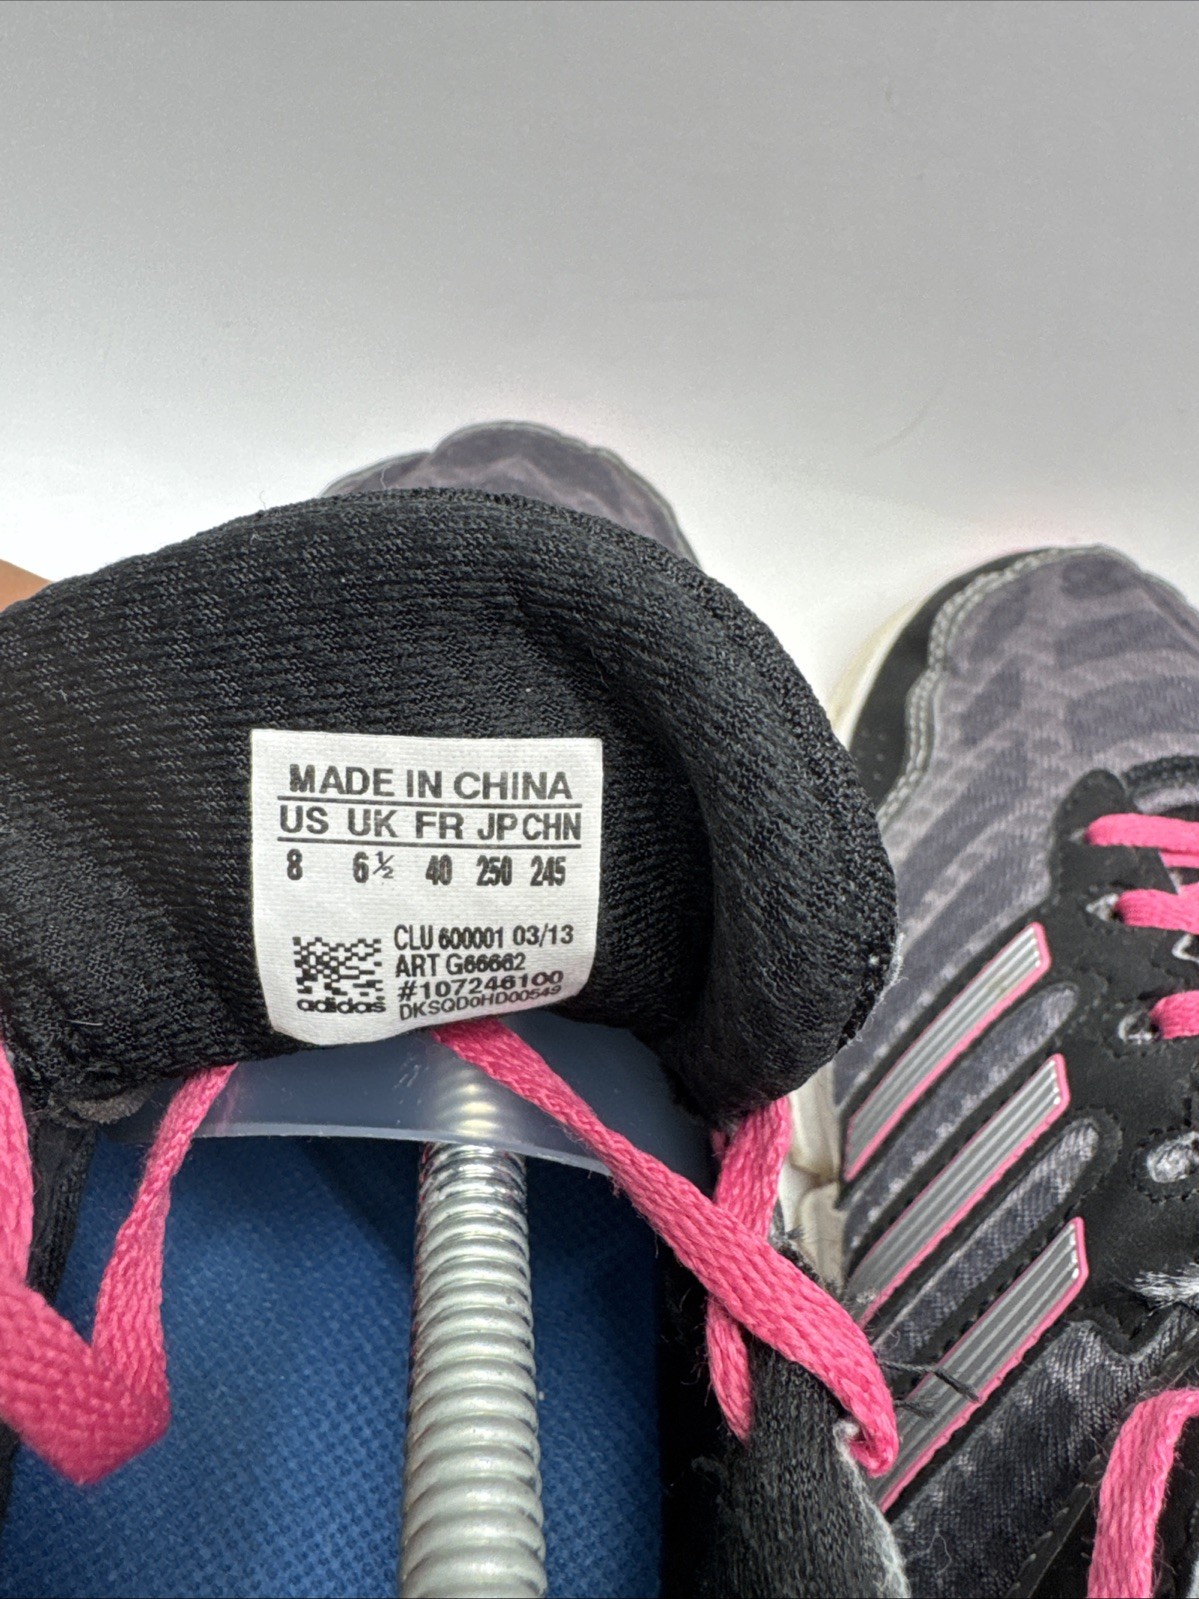 MADE IN CHINA
US UK FR JP CHN
8 6½ 40 250 245
CLU 600001 03/13
ART G66662
#107246100
adidas DKSQD0HD00549